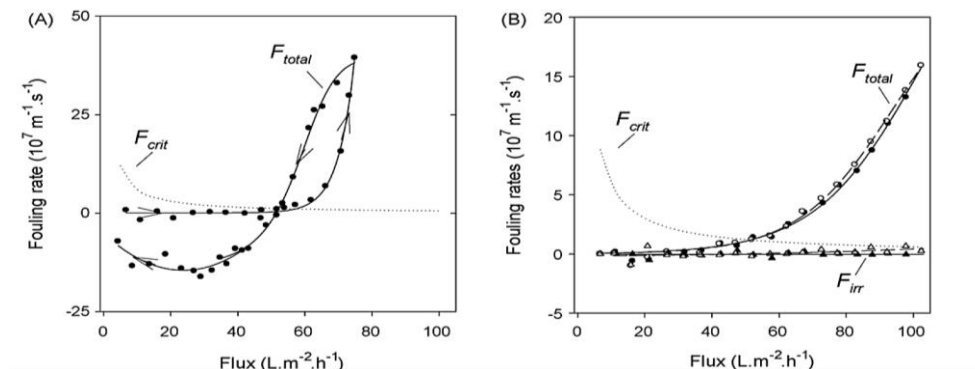 (A)
50
25
0
-25
0 20 40 60 80 100
Fouling rate (10⁷ m⁻¹.s⁻¹)
Flux (L.m⁻².h⁻¹)
F_total
F_crit
(B)
20
15
10
5
0
-5
0 20 40 60 80 100
Fouling rates (10⁷ m⁻¹.s⁻¹)
Flux (L.m⁻².h⁻¹)
F_total
F_crit
F_irr